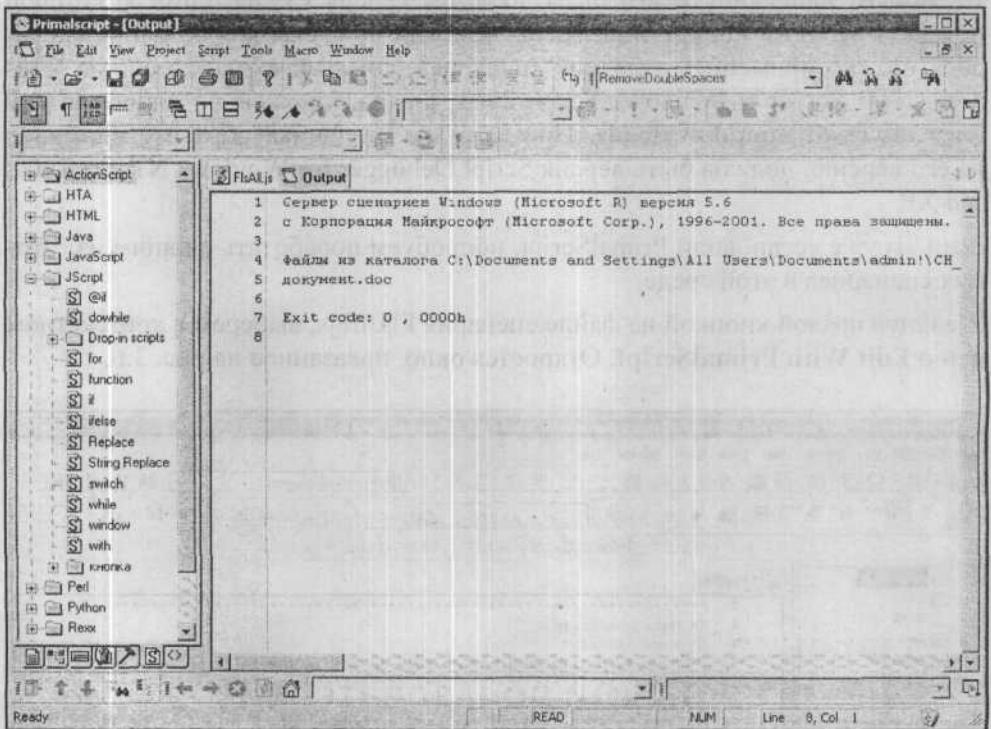 Primalscript - [Output]
File Edit View Project Script Tools Macro Window Help
RemoveDoubleSpaces
ActionScript
HTA
HTML
Java
JavaScript
JScript
@if
dowhile
Drop-in scripts
for
function
if
ifelse
Replace
String Replace
switch
while
window
with
кнопка
Perl
Python
Rexx
FlsAll.js Output
1 Сервер сценариев Windows (Microsoft R) версия 5.6
2 с Корпорация Майкрософт (Microsoft Corp.), 1996-2001. Все права защищены.
3
4 Файлы из каталога C:\Documents and Settings\All Users\Documents\admin!\CH_
5 документ.doc
6
7 Exit code: 0 , 0000h
8
Ready READ NUM Line 8, Col 1